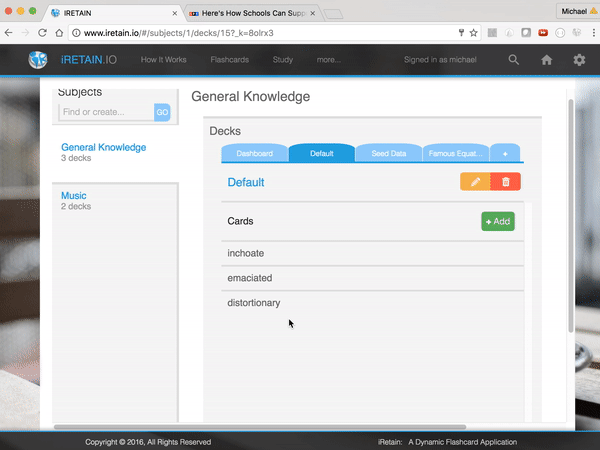 IRETAIN
Here's How Schools Can Supp
Michael
www.iretain.io/#/subjects/1/decks/15?_k=8olrx3
iRETAIN.IO
How It Works
Flashcards
Study
more...
Signed in as michael
Subjects
Find or create...
GO
General Knowledge
3 decks
Music
2 decks
General Knowledge
Decks
Dashboard
Default
Seed Data
Famous Equat...
+
Default
Cards
+ Add
inchoate
emaciated
distortionary
Copyright © 2016, All Rights Reserved
iRetain: A Dynamic Flashcard Application